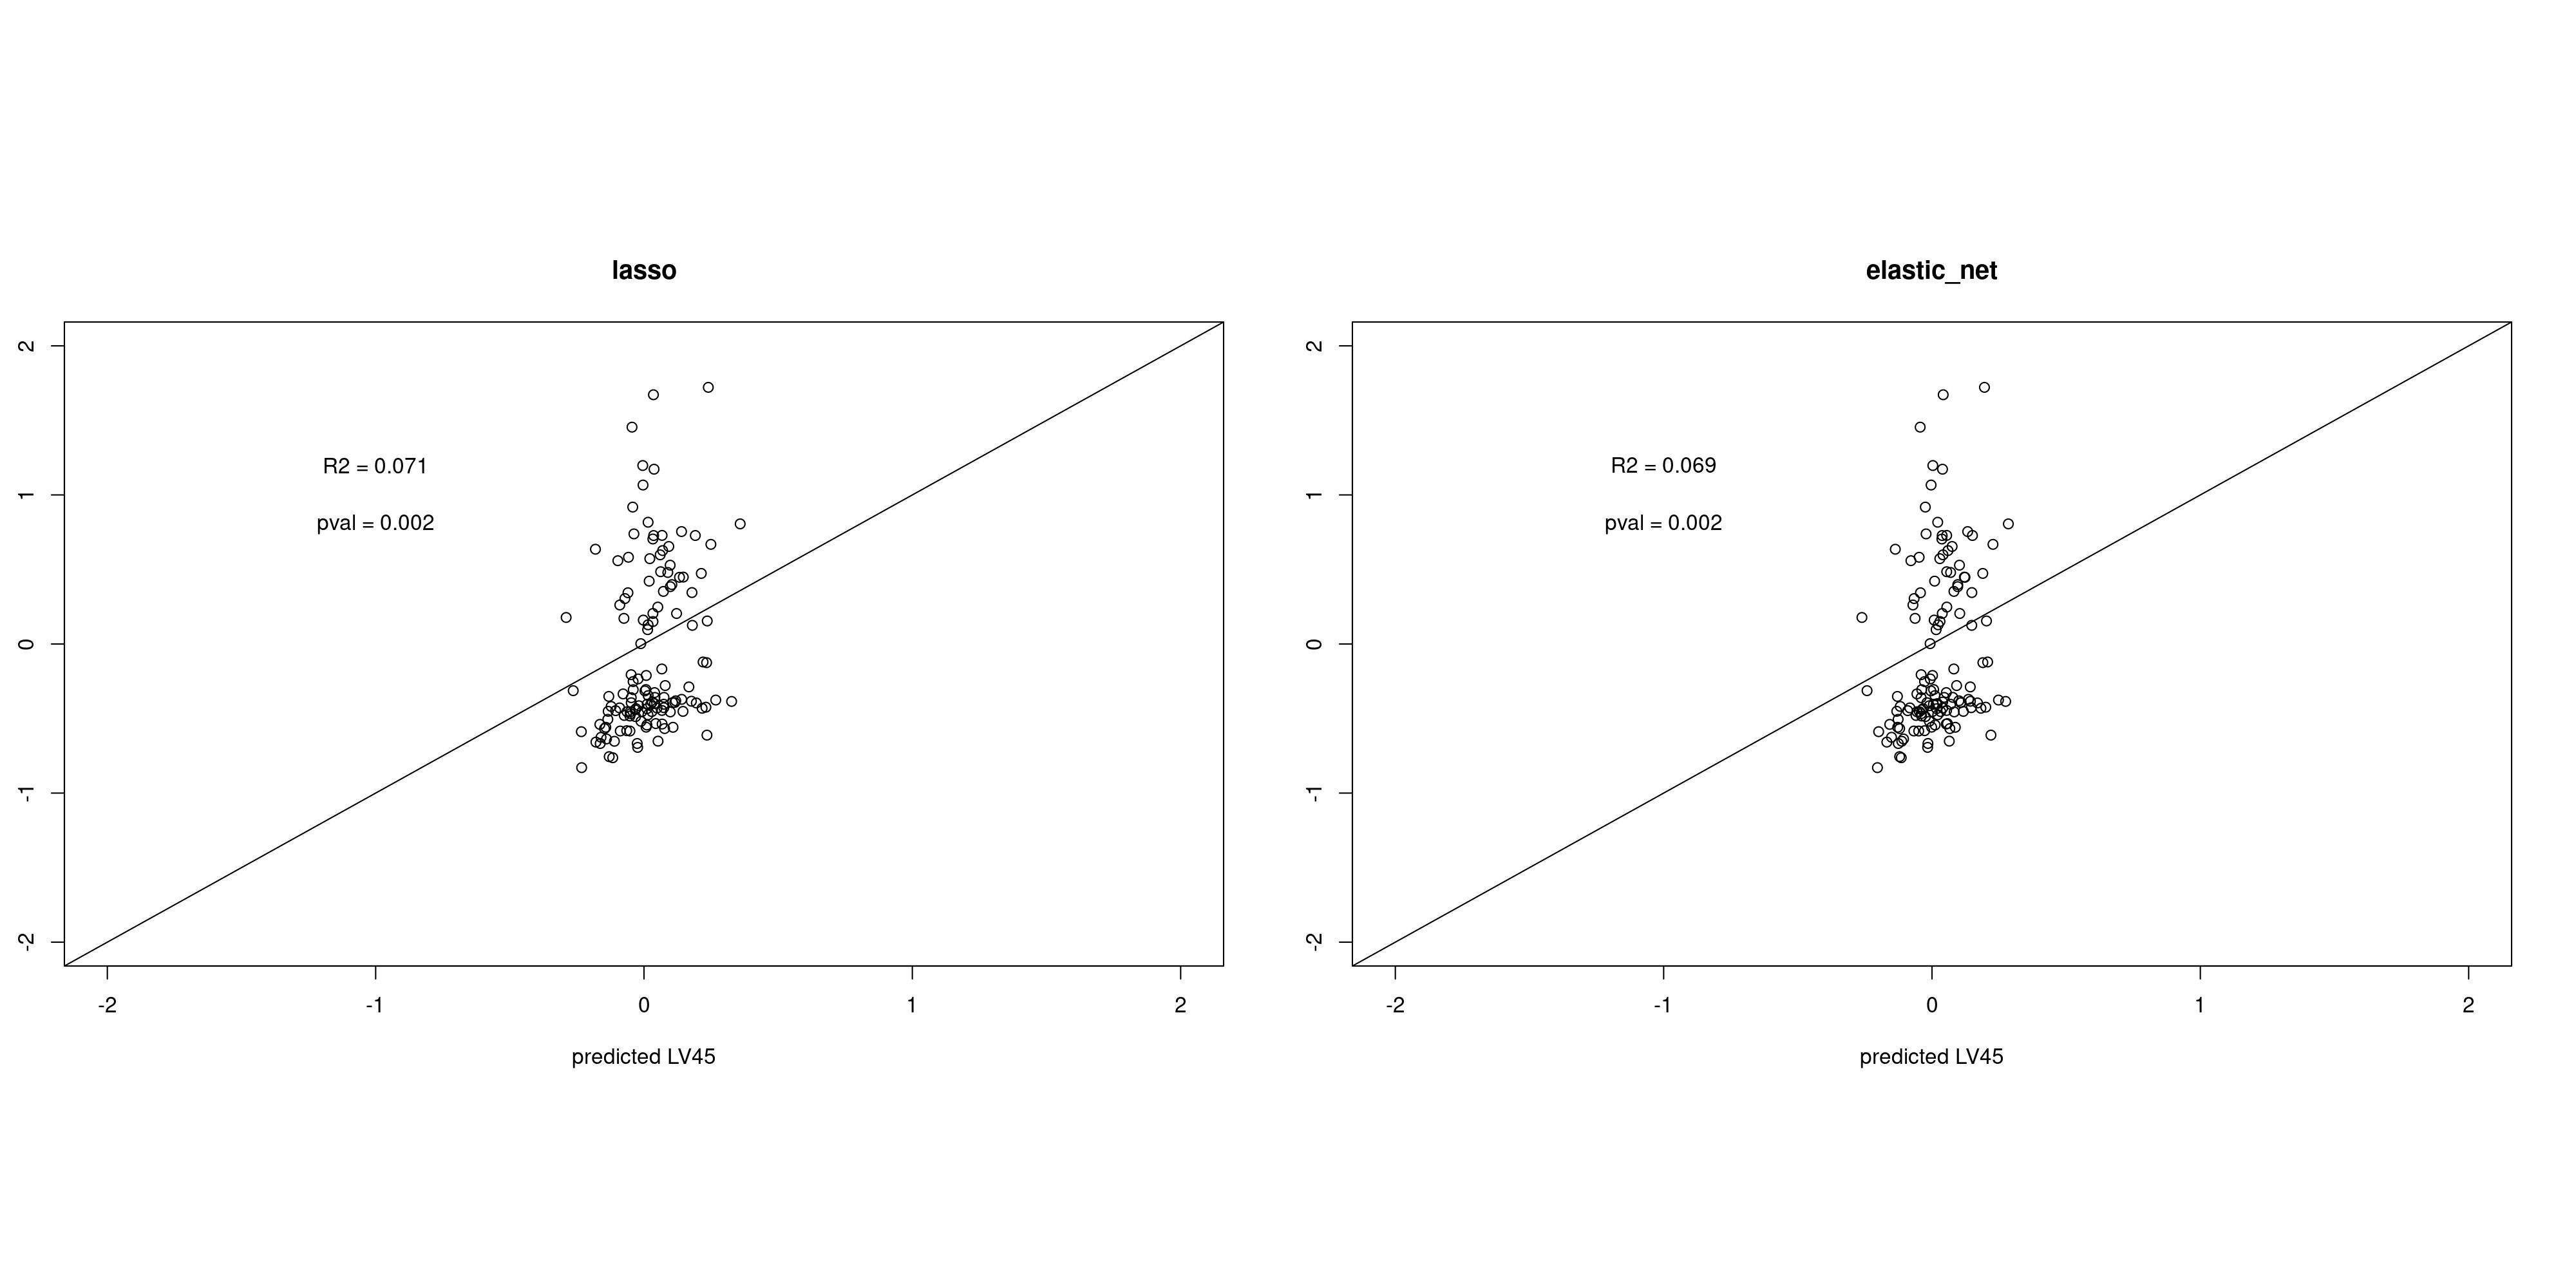 lasso
2
1
0
-1
-2
R2 = 0.071
pval = 0.002
-2 -1 0 1 2
predicted LV45
elastic_net
2
1
0
-1
-2
R2 = 0.069
pval = 0.002
-2 -1 0 1 2
predicted LV45